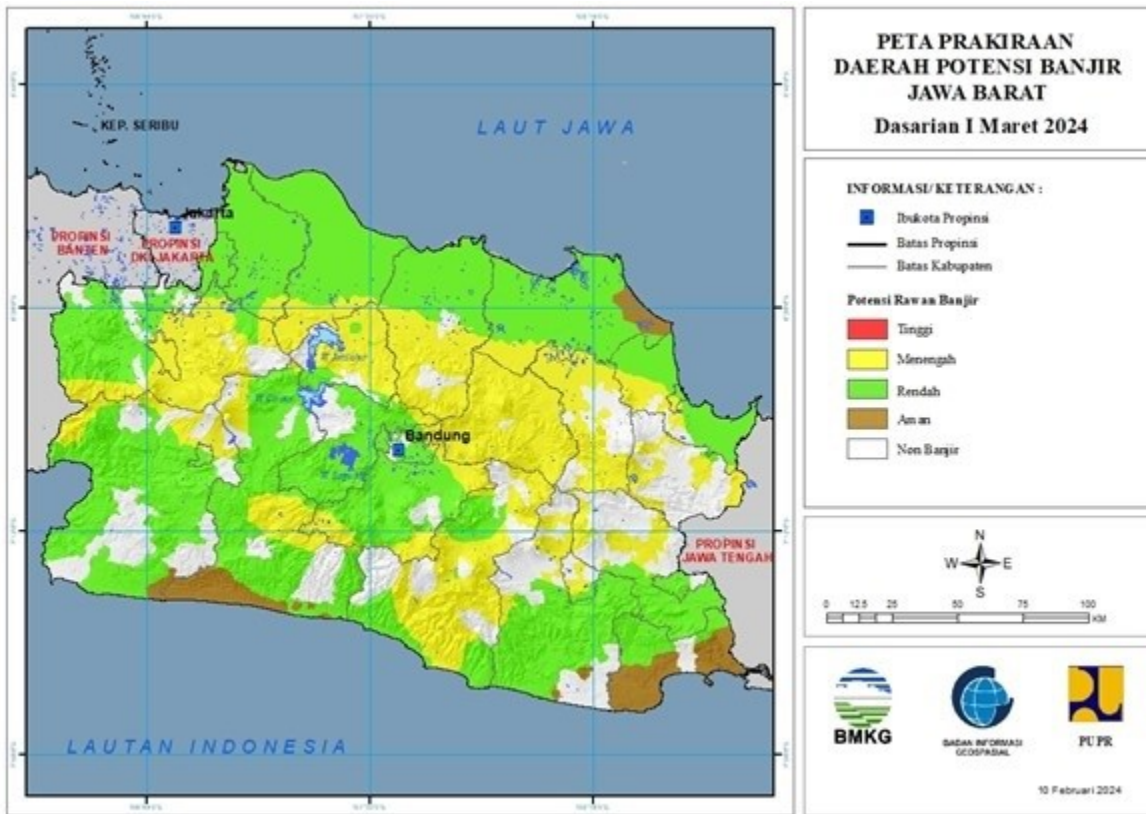 KEP. SERIBU
LAUT JAWA
Jakarta
PROPINSI
BANTEN
PROPINSI
DKI JAKARTA
Bandung
PROPINSI
JAWA TENGAH
LAUTAN INDONESIA
PETA PRAKIRAAN
DAERAH POTENSI BANJIR
JAWA BARAT
Dasarian I Maret 2024
INFORMASI/ KETERANGAN :
Ibukota Propinsi
Batas Propinsi
Batas Kabupaten
Potensi Rawan Banjir
Tinggi
Menengah
Rendah
Aman
Non Banjir
N
W E
S
0 12.5 25 50 75 100
KM
BMKG
BADAN INFORMASI
GEOSPASIAL
PUPR
10 Februari 2024